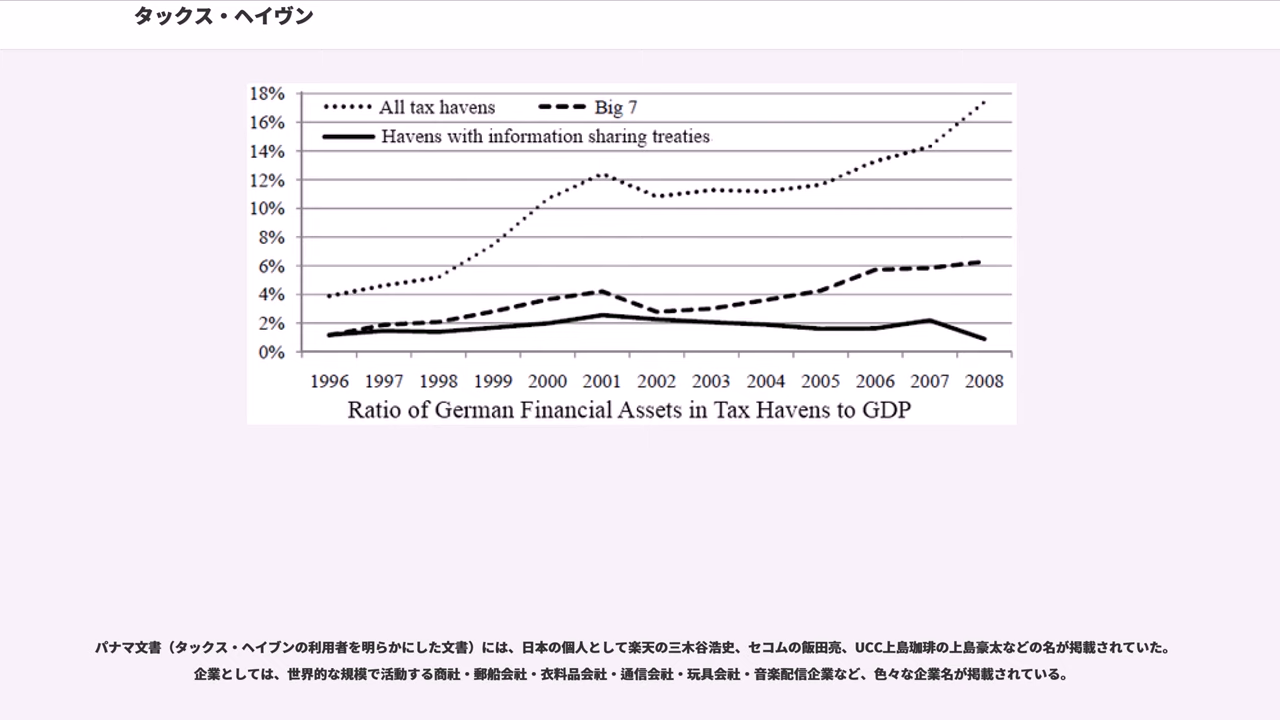 タックス・ヘイヴン
18%
All tax havens
Big 7
16%
Havens with information sharing treaties
14%
12%
10%
8%
6%
4%
2%
0%
1996 1997 1998 1999 2000 2001 2002 2003 2004 2005 2006 2007 2008
Ratio of German Financial Assets in Tax Havens to GDP
パナマ文書（タックス・ヘイブンの利用者を明らかにした文書）には、日本の個人として楽天の三木谷浩史、セコムの飯田亮、UCC上島珈琲の上島豪太などの名が掲載されていた。
企業としては、世界的な規模で活動する商社・郵船会社・衣料品会社・通信会社・玩具会社・音楽配信企業など、色々な企業名が掲載されている。